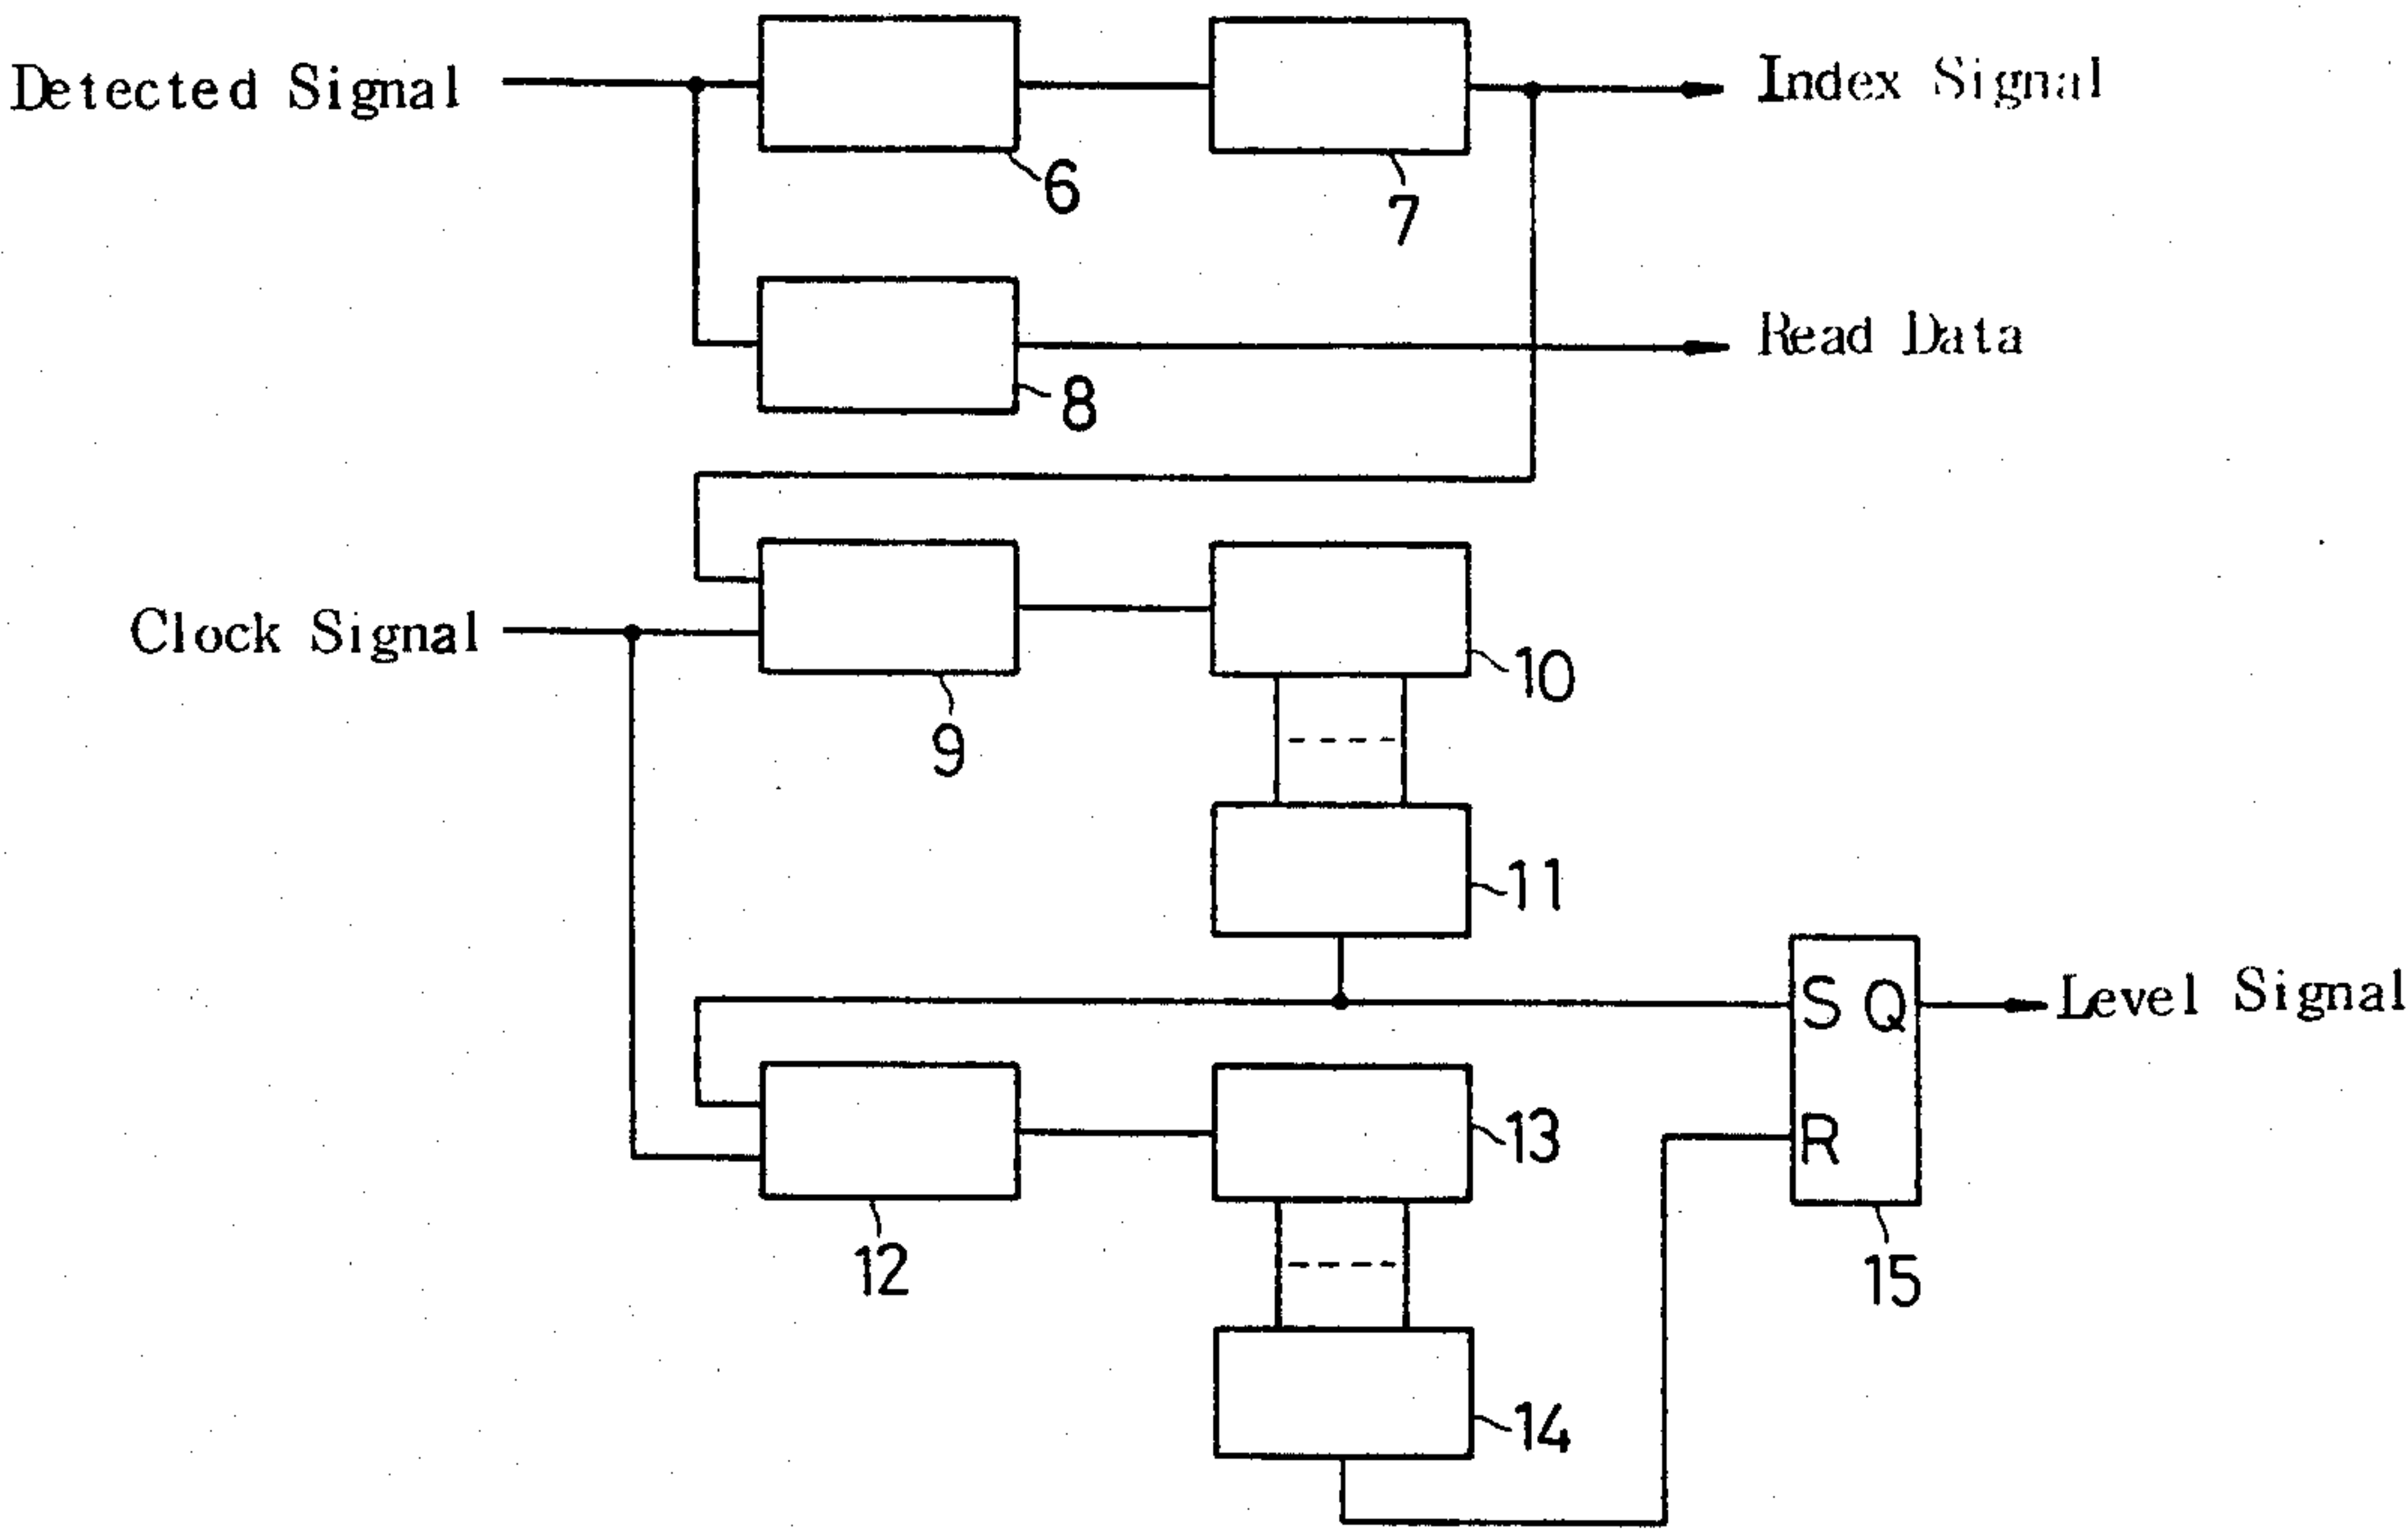 Detected Signal
Index Signal
6
7
Read Data
8
Clock Signal
10
9
11
S Q
Level Signal
R
13
12
15
14